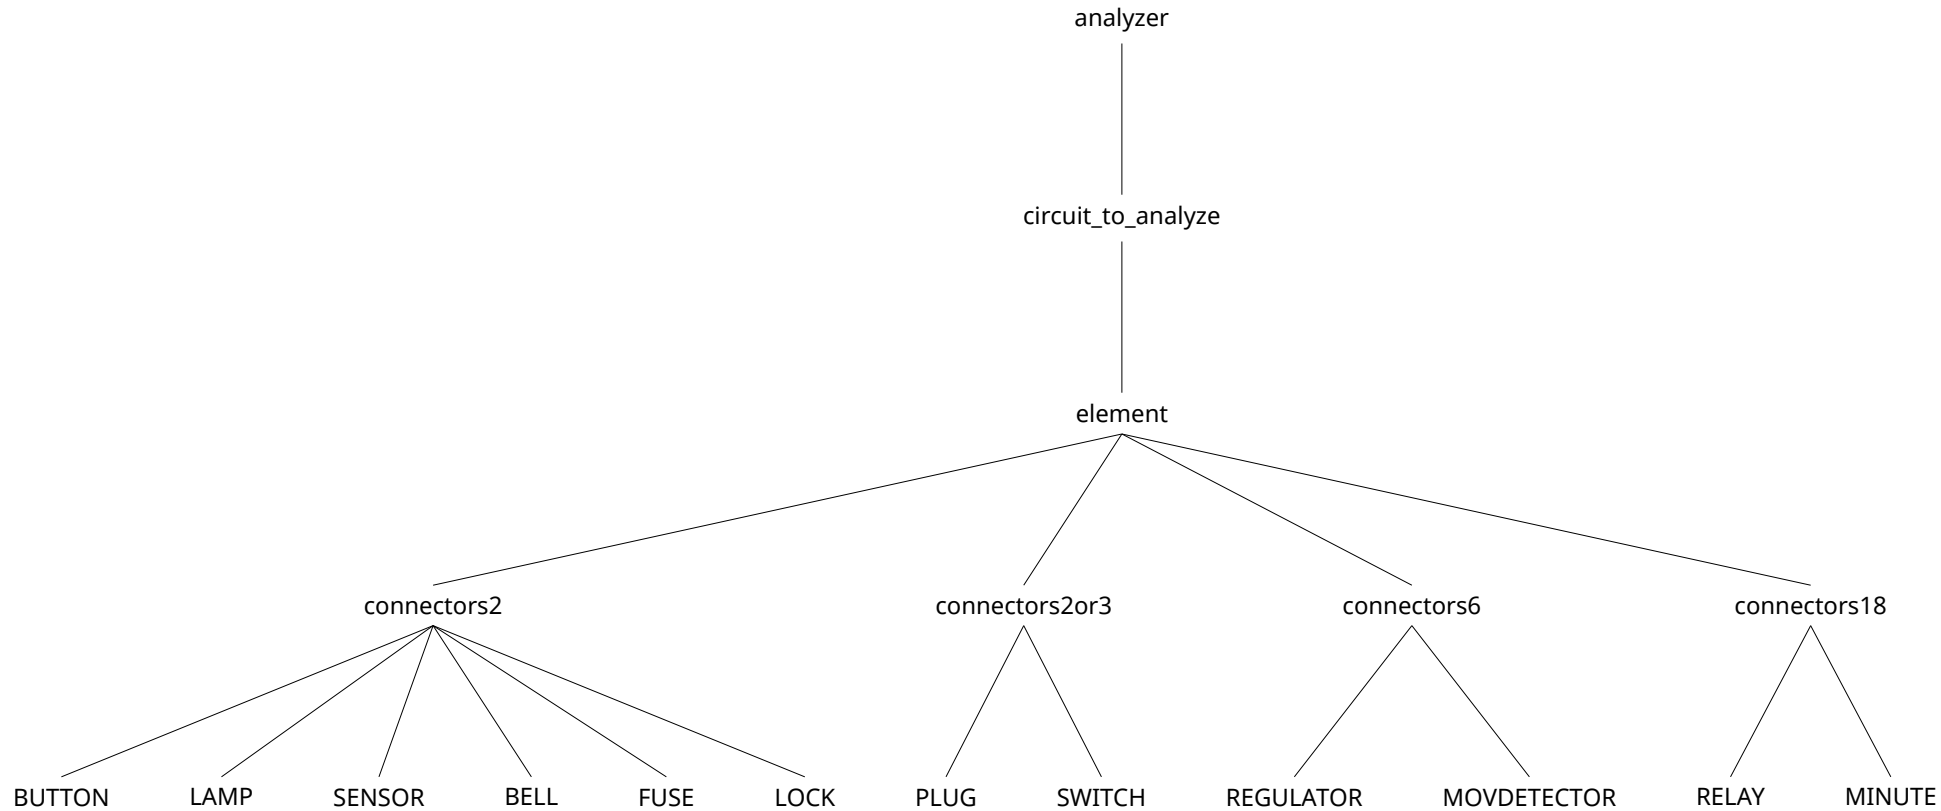 analyzer
circuit_to_analyze
element
connectors2 connectors2or3 connectors6 connectors18
BUTTON LAMP SENSOR BELL FUSE LOCK PLUG SWITCH REGULATOR MOVDETECTOR RELAY MINUTE